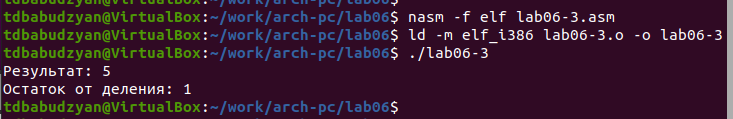 tdbabudzyan@VirtualBox:~/work/arch-pc/lab06$ nasm -f elf lab06-3.asm
tdbabudzyan@VirtualBox:~/work/arch-pc/lab06$ ld -m elf_i386 lab06-3.o -o lab06-3
tdbabudzyan@VirtualBox:~/work/arch-pc/lab06$ ./lab06-3
Результат: 5
Остаток от деления: 1
tdbabudzyan@VirtualBox:~/work/arch-pc/lab06$